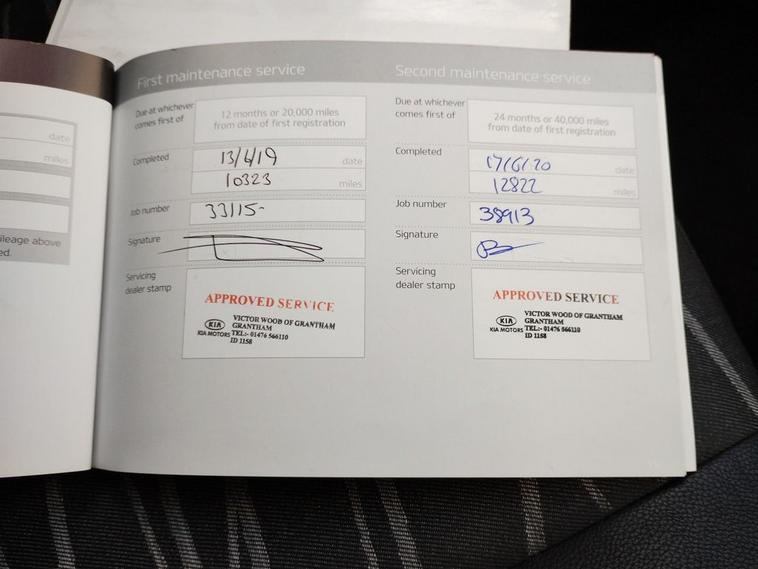 First maintenance service
Due at whichever
comes first of
12 months or 20,000 miles
from date of first registration
Completed
13/6/19 date
10323 miles
Job number
33115-
Signature
Servicing
dealer stamp
APPROVED SERVICE
KIA
KIA MOTORS
VICTOR WOOD OF GRANTHAM
GRANTHAM
TEL:- 01476 566110
ID 1158
Second maintenance service
Due at whichever
comes first of
24 months or 40,000 miles
from date of first registration
Completed
17/6/20 date
12822 miles
Job number
38913
Signature
Servicing
dealer stamp
APPROVED SERVICE
KIA
KIA MOTORS
VICTOR WOOD OF GRANTHAM
GRANTHAM
TEL:- 01476 566110
ID 1158
date
miles
ileage above
ed.